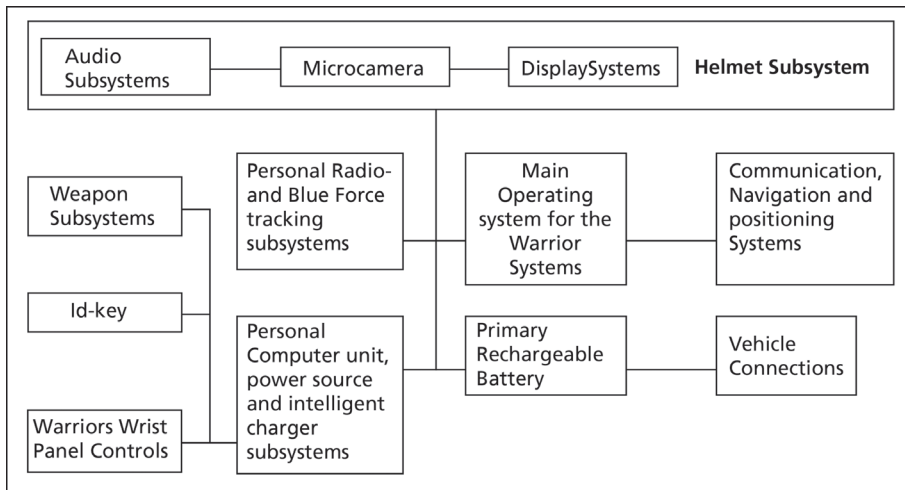 Audio
Subsystems
Microcamera
DisplaySystems
Helmet Subsystem
Weapon
Subsystems
Personal Radio-
and Blue Force
tracking
subsystems
Main
Operating
system for the
Warrior
Systems
Communication,
Navigation and
positioning
Systems
Id-key
Personal
Computer unit,
power source
and intelligent
charger
subsystems
Primary
Rechargeable
Battery
Vehicle
Connections
Warriors Wrist
Panel Controls